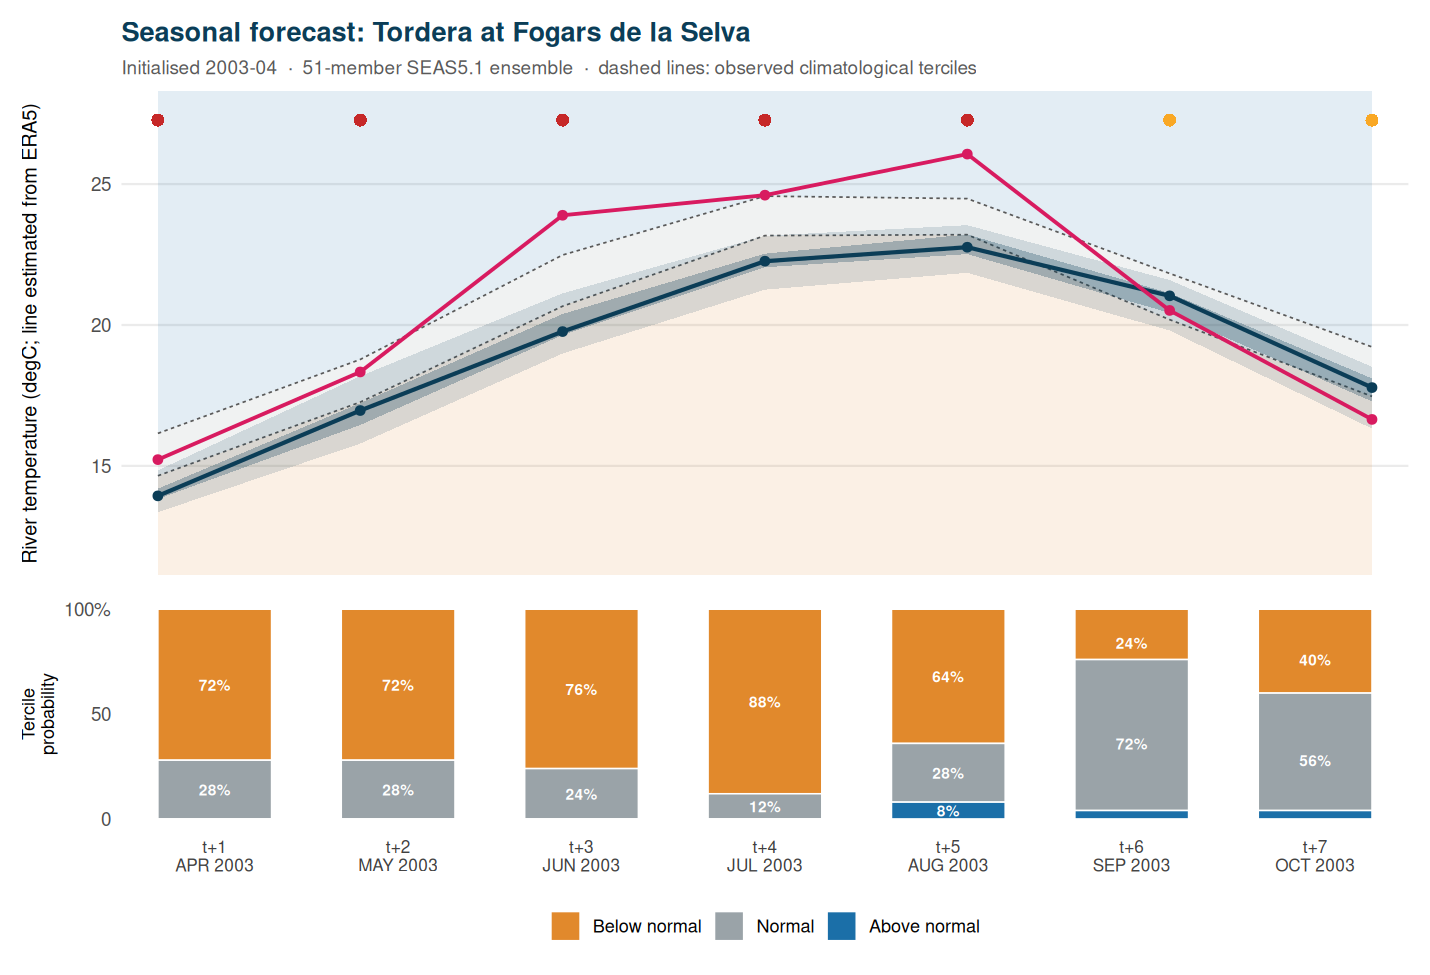 Seasonal forecast: Tordera at Fogars de la Selva
Initialised 2003-04 · 51-member SEAS5.1 ensemble · dashed lines: observed climatological terciles
River temperature (degC; line estimated from ERA5)
25
20
15
Tercile
probability
100%
50
0
72%
72%
76%
88%
64%
24%
40%
28%
28%
24%
12%
28%
72%
56%
8%
t+1
APR 2003
t+2
MAY 2003
t+3
JUN 2003
t+4
JUL 2003
t+5
AUG 2003
t+6
SEP 2003
t+7
OCT 2003
Below normal
Normal
Above normal